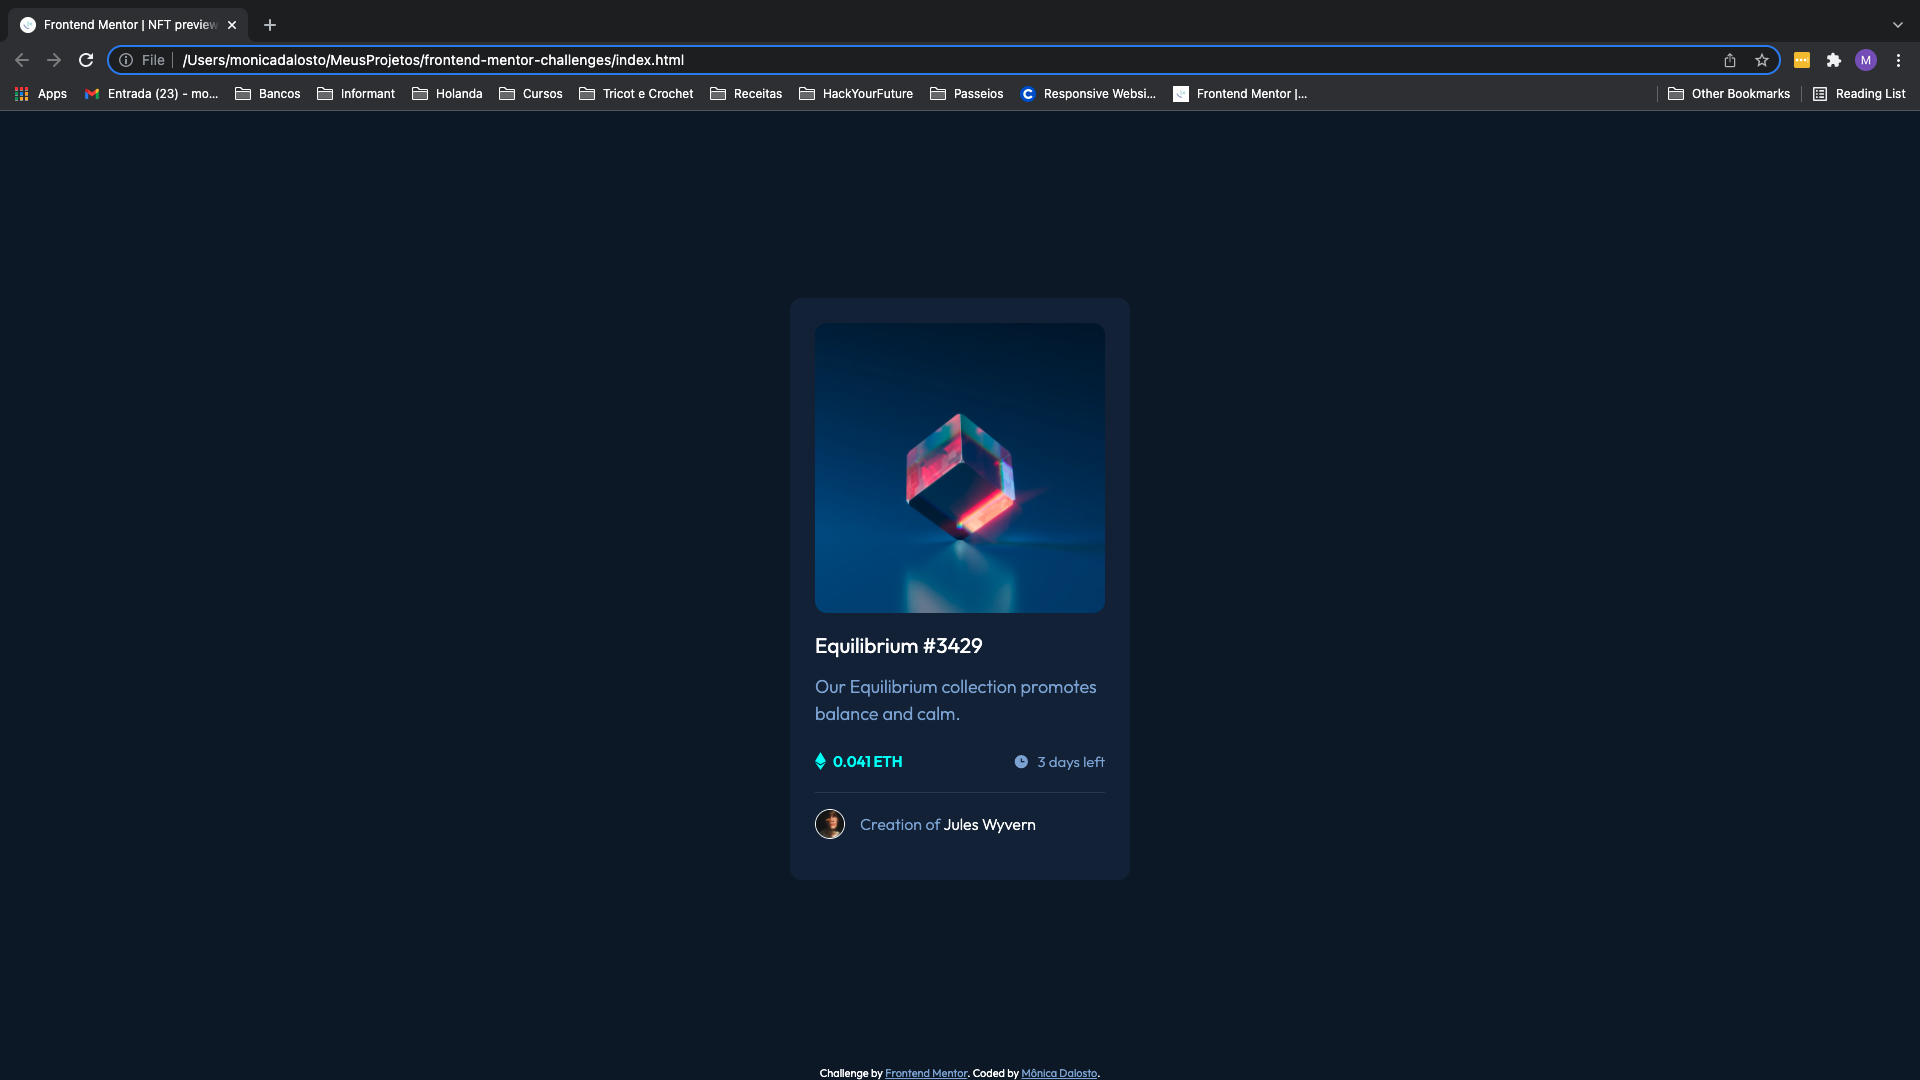 Frontend Mentor | NFT preview
File
/Users/monicadalosto/MeusProjetos/frontend-mentor-challenges/index.html
M
Apps
Entrada (23) - mo...
Bancos
Informant
Holanda
Cursos
Tricot e Crochet
Receitas
HackYourFuture
Passeios
Responsive Websi...
Frontend Mentor |...
Other Bookmarks
Reading List
Equilibrium #3429
Our Equilibrium collection promotes
balance and calm.
0.041 ETH
3 days left
Creation of Jules Wyvern
Challenge by Frontend Mentor. Coded by Mônica Dalosto.